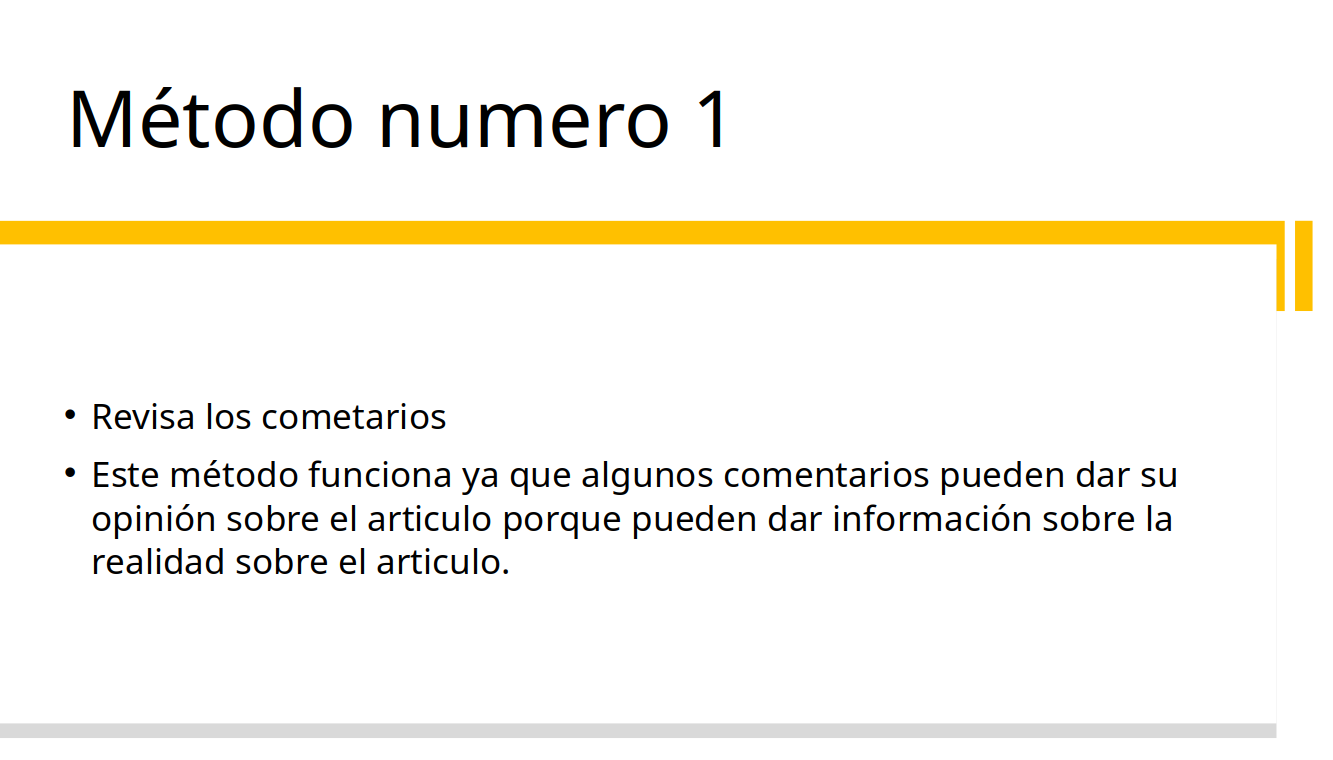 Método numero 1
• Revisa los cometarios
• Este método funciona ya que algunos comentarios pueden dar su
opinión sobre el articulo porque pueden dar información sobre la
realidad sobre el articulo.